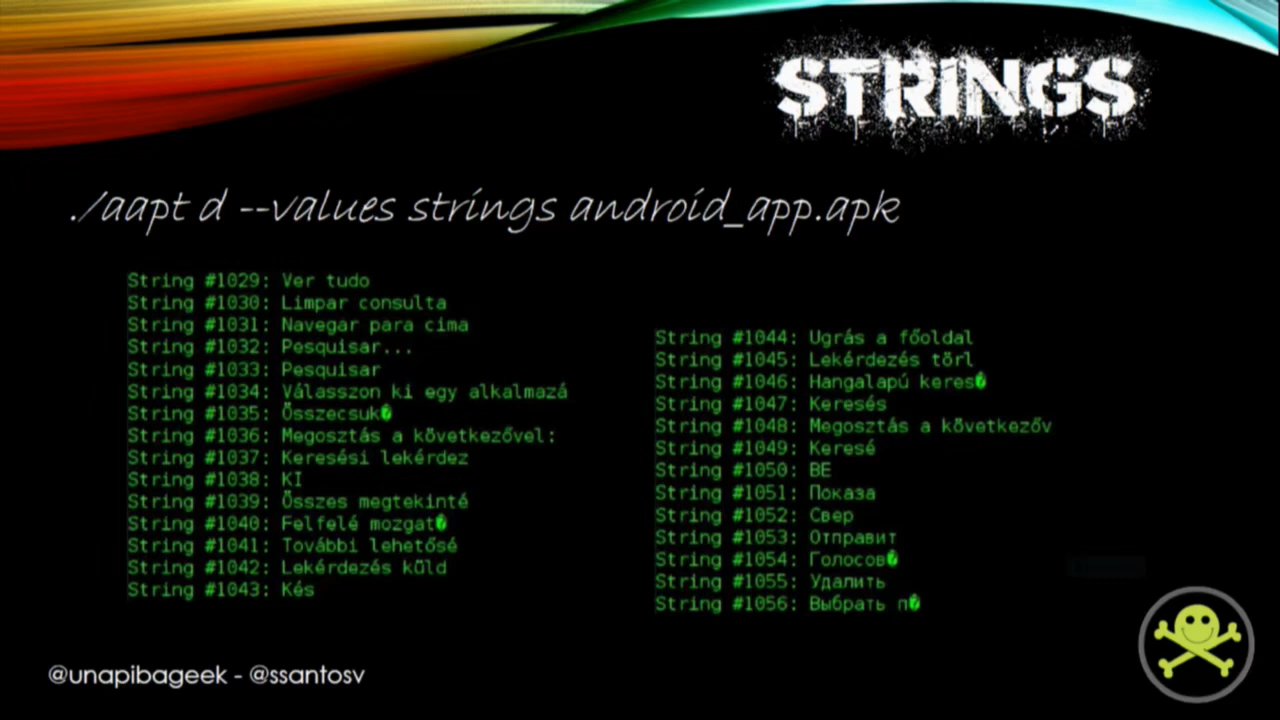 STRINGS
./aapt d --values strings android_app.apk
String #1029: Ver tudo
String #1030: Limpar consulta
String #1031: Navegar para cima
String #1032: Pesquisar...
String #1033: Pesquisar
String #1034: Válasszon ki egy alkalmazá
String #1035: Összecsuk�
String #1036: Megosztás a következővel:
String #1037: Keresési lekérdez
String #1038: KI
String #1039: Összes megtekinté
String #1040: Felfelé mozgat�
String #1041: További lehetősé
String #1042: Lekérdezés küld
String #1043: Kés
String #1044: Ugrás a főoldal
String #1045: Lekérdezés törl
String #1046: Hangalapú keres�
String #1047: Keresés
String #1048: Megosztás a következőv
String #1049: Keresé
String #1050: BE
String #1051: Показа
String #1052: Свер
String #1053: Отправит
String #1054: Голосов�
String #1055: Удалить
String #1056: Выбрать п�
@unapibageek - @ssantosv